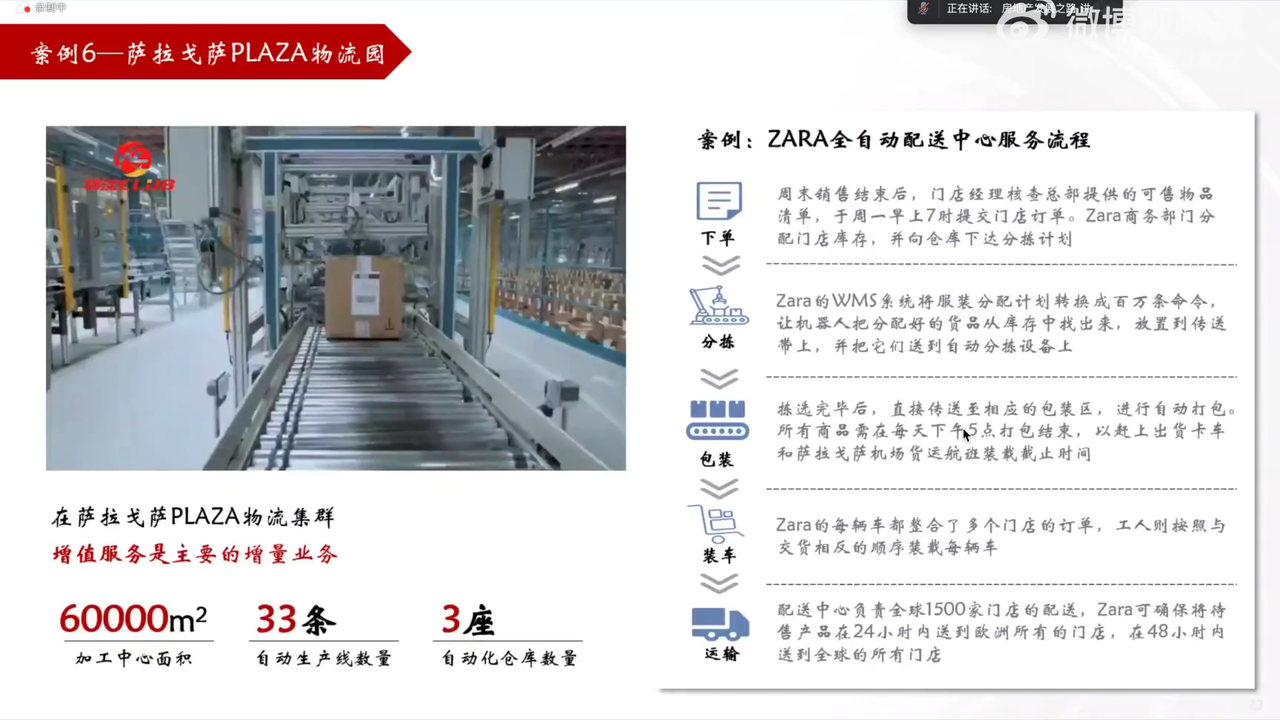 录制中
正在讲话: 房地产发展之路 讲
微博
案例6—萨拉戈萨PLAZA物流园
物流CLUB
在萨拉戈萨PLAZA物流集群
增值服务是主要的增量业务
60000m²
加工中心面积
33条
自动生产线数量
3座
自动化仓库数量
案例：ZARA全自动配送中心服务流程
下单
周末销售结束后，门店经理核查总部提供的可售物品
清单，于周一早上7时提交门店订单。Zara商务部门分
配门店库存，并向仓库下达分拣计划
分拣
Zara的WMS系统将服装分配计划转换成百万条命令，
让机器人把分配好的货品从库存中找出来，放置到传送
带上，并把它们送到自动分拣设备上
包装
拣选完毕后，直接传送至相应的包装区，进行自动打包。
所有商品需在每天下午5点打包结束，以赶上出货卡车
和萨拉戈萨机场货运航班装载截止时间
装车
Zara的每辆车都整合了多个门店的订单，工人则按照与
交货相反的顺序装载每辆车
运输
配送中心负责全球1500家门店的配送，Zara可确保将待
售产品在24小时内送到欧洲所有的门店，在48小时内
送到全球的所有门店